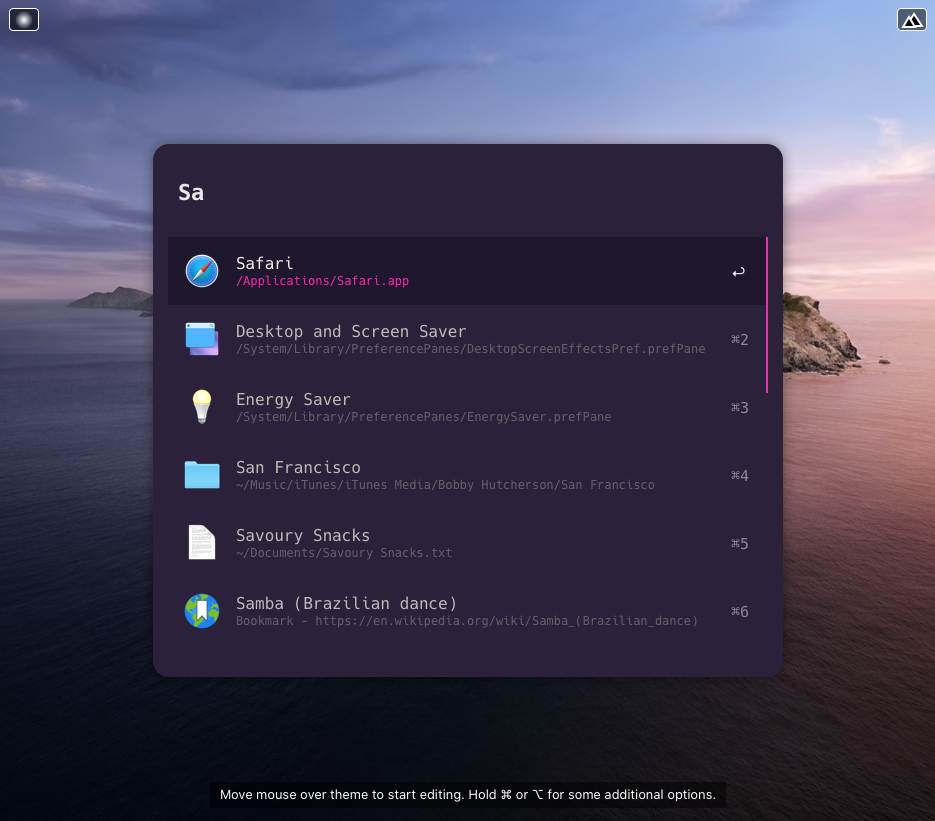 Sa
Safari
/Applications/Safari.app
↩
Desktop and Screen Saver
/System/Library/PreferencePanes/DesktopScreenEffectsPref.prefPane
⌘2
Energy Saver
/System/Library/PreferencePanes/EnergySaver.prefPane
⌘3
San Francisco
~/Music/iTunes/iTunes Media/Bobby Hutcherson/San Francisco
⌘4
Savoury Snacks
~/Documents/Savoury Snacks.txt
⌘5
Samba (Brazilian dance)
Bookmark - https://en.wikipedia.org/wiki/Samba_(Brazilian_dance)
⌘6
Move mouse over theme to start editing. Hold ⌘ or ⌥ for some additional options.